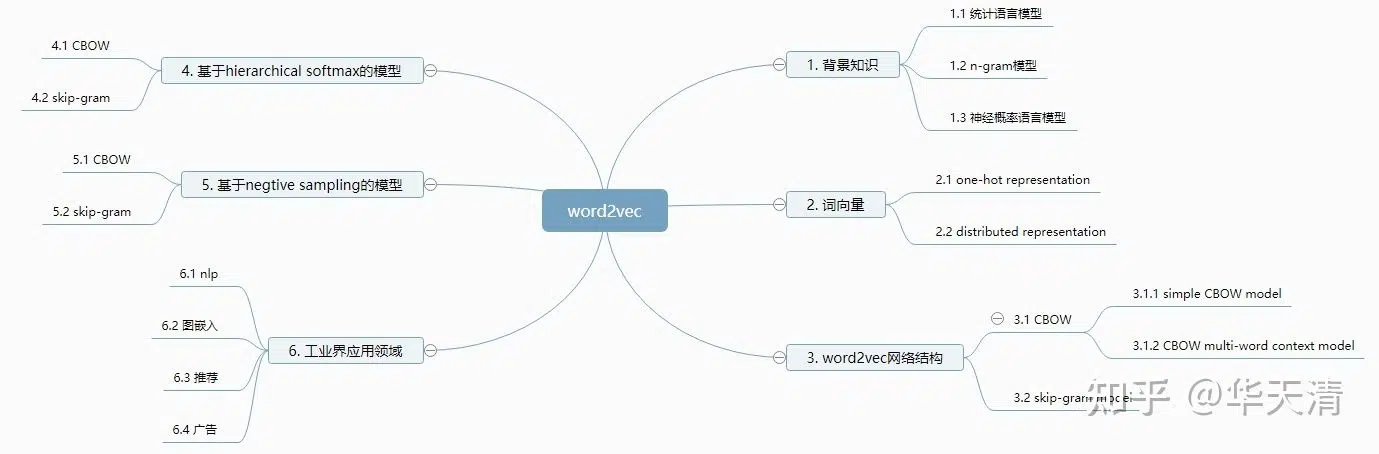 word2vec
1. 背景知识
1.1 统计语言模型
1.2 n-gram模型
1.3 神经概率语言模型
2. 词向量
2.1 one-hot representation
2.2 distributed representation
3. word2vec网络结构
3.1 CBOW
3.1.1 simple CBOW model
3.1.2 CBOW multi-word context model
3.2 skip-gram model
4. 基于hierarchical softmax的模型
4.1 CBOW
4.2 skip-gram
5. 基于negtive sampling的模型
5.1 CBOW
5.2 skip-gram
6. 工业界应用领域
6.1 nlp
6.2 图嵌入
6.3 推荐
6.4 广告
知乎 @华天清